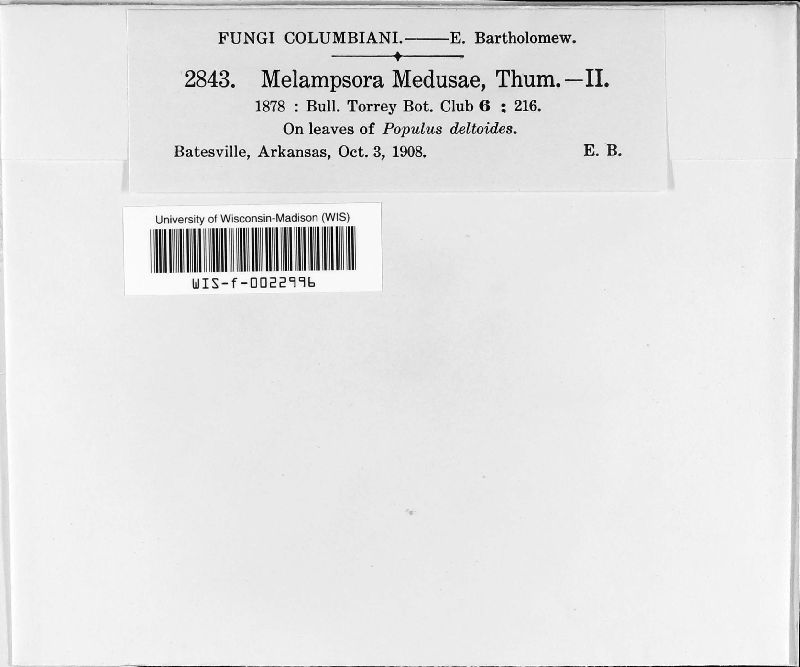 FUNGI COLUMBIANI.——E. Bartholomew.
2843. Melampsora Medusae, Thum.—II.
1878 : Bull. Torrey Bot. Club 6 : 216.
On leaves of Populus deltoides.
Batesville, Arkansas, Oct. 3, 1908. E. B.
University of Wisconsin-Madison (WIS)
WIS-f-0022996